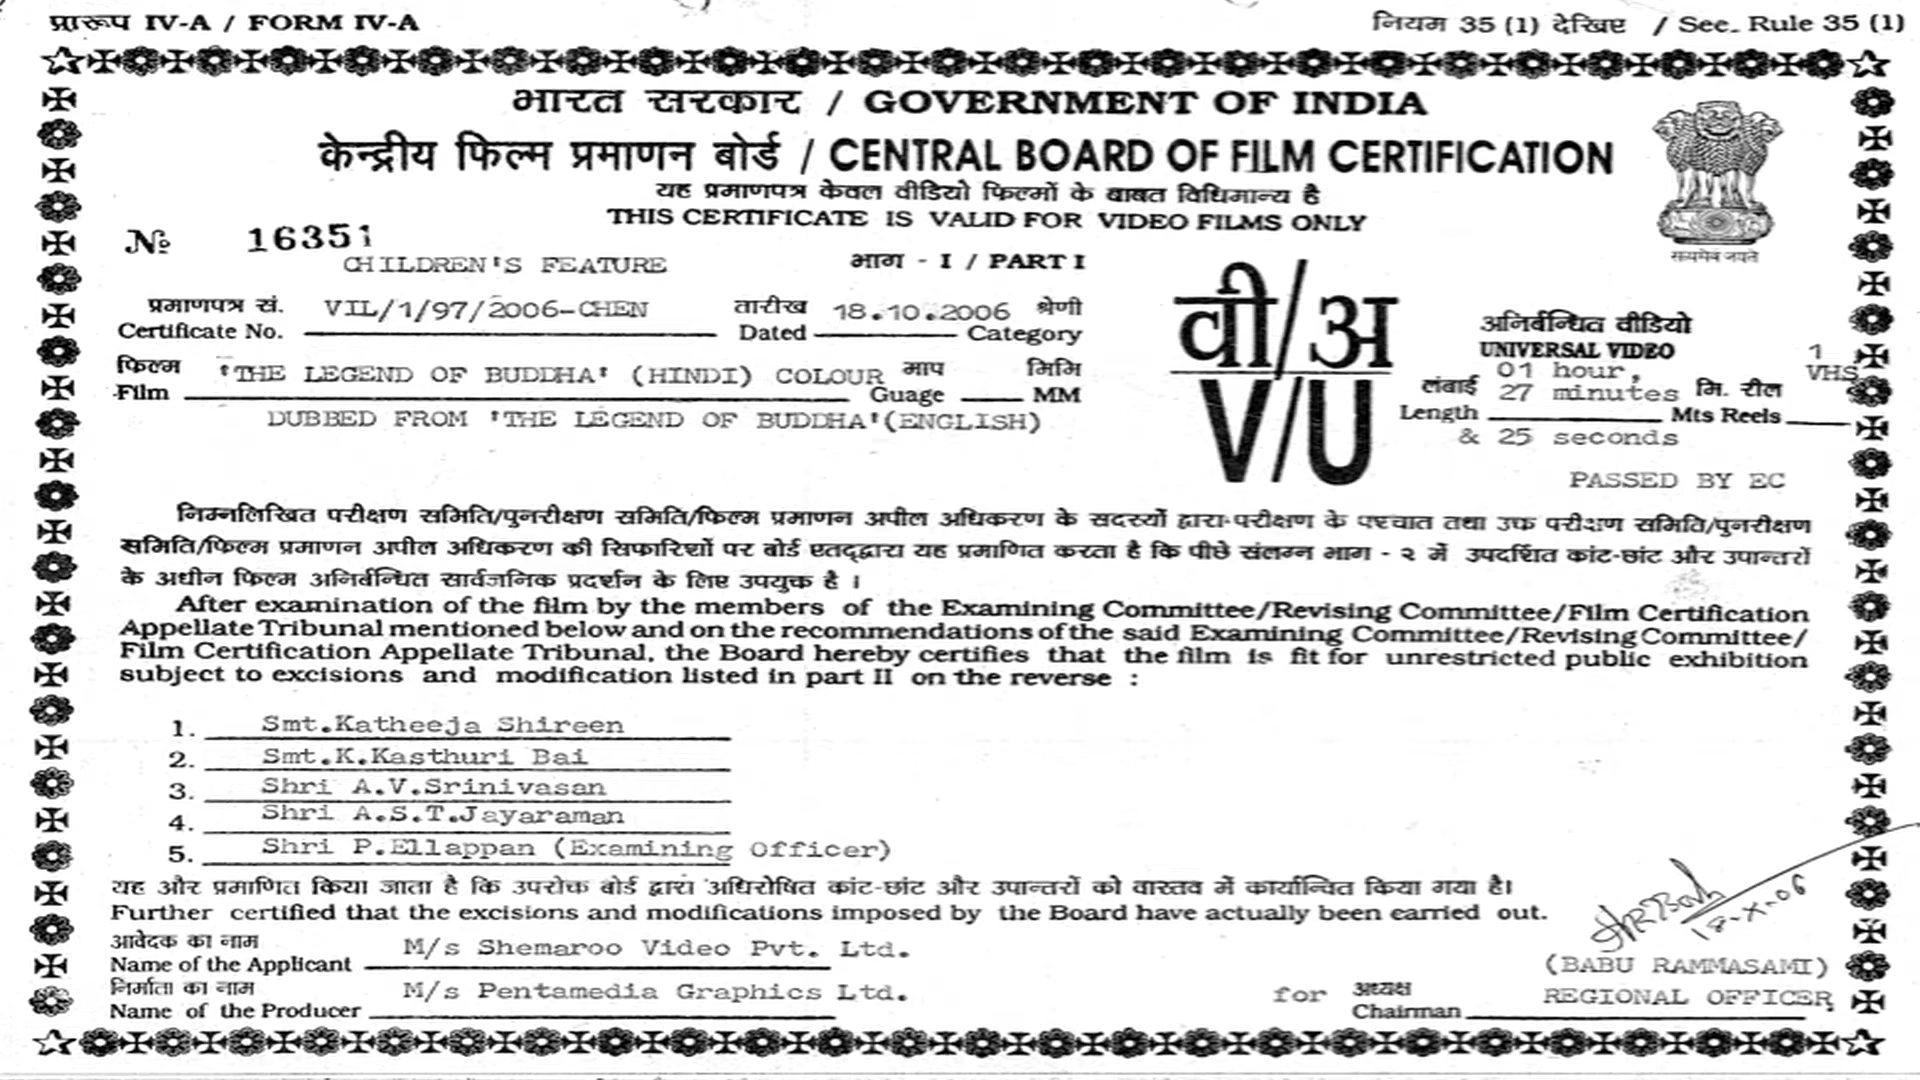 प्रारूप IV-A / FORM IV-A
नियम 35 (1) देखिए / See. Rule 35 (1)
भारत सरकार / GOVERNMENT OF INDIA
केन्द्रीय फिल्म प्रमाणन बोर्ड / CENTRAL BOARD OF FILM CERTIFICATION
यह प्रमाणपत्र केवल वीडियो फिल्मों के बाबत विधिमान्य है
THIS CERTIFICATE IS VALID FOR VIDEO FILMS ONLY
सत्यमेव जयते
№ 16351
CHILDREN'S FEATURE
भाग - I / PART I
प्रमाणपत्र सं. VIL/1/97/2006-CHEN तारीख 18.10.2006 श्रेणी
Certificate No. Dated Category
वी/अ
V/U
अनिर्बन्धित वीडियो
UNIVERSAL VIDEO
फिल्म 'THE LEGEND OF BUDDHA' (HINDI) COLOUR माप मिमि
Film Guage MM
DUBBED FROM 'THE LEGEND OF BUDDHA'(ENGLISH)
01 hour, 1
लंबाई 27 minutes मि. रील VHS
Length Mts Reels
& 25 seconds
PASSED BY EC
निम्नलिखित परीक्षण समिति/पुनरीक्षण समिति/फिल्म प्रमाणन अपील अधिकरण के सदस्यों द्वारा परीक्षण के पश्चात तथा उक्त परीक्षण समिति/पुनरीक्षण
समिति/फिल्म प्रमाणन अपील अधिकरण की सिफारिशों पर बोर्ड एतद्द्वारा यह प्रमाणित करता है कि पीछे संलग्न भाग - २ में उपदर्शित कांट-छांट और उपान्तरों
के अधीन फिल्म अनिर्बन्धित सार्वजनिक प्रदर्शन के लिए उपयुक्त है ।
After examination of the film by the members of the Examining Committee/Revising Committee/Film Certification
Appellate Tribunal mentioned below and on the recommendations of the said Examining Committee/Revising Committee/
Film Certification Appellate Tribunal, the Board hereby certifies that the film is fit for unrestricted public exhibition
subject to excisions and modification listed in part II on the reverse :
1. Smt.Katheeja Shireen
2. Smt.K.Kasthuri Bai
3. Shri A.V.Srinivasan
4. Shri A.S.T.Jayaraman
5. Shri P.Ellappan (Examining Officer)
यह और प्रमाणित किया जाता है कि उपरोक्त बोर्ड द्वारा अधिरोषित कांट-छांट और उपान्तरों को वास्तव में कार्यान्वित किया गया है।
Further certified that the excisions and modifications imposed by the Board have actually been carried out.
18-X-06
आवेदक का नाम M/s Shemaroo Video Pvt. Ltd.
Name of the Applicant
(BABU RAMMASAMI)
निर्माता का नाम M/s Pentamedia Graphics Ltd.
Name of the Producer
for अध्यक्ष REGIONAL OFFICER,
Chairman